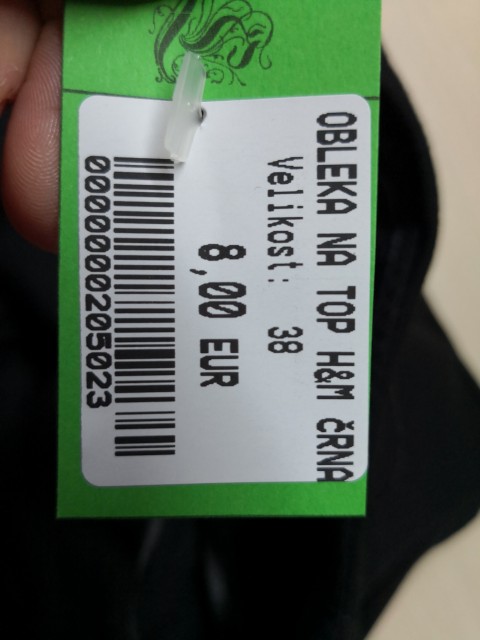 OBLEKA NA TOP H&M ČRNA
Velikost: 38
8,00 EUR
0000000205023